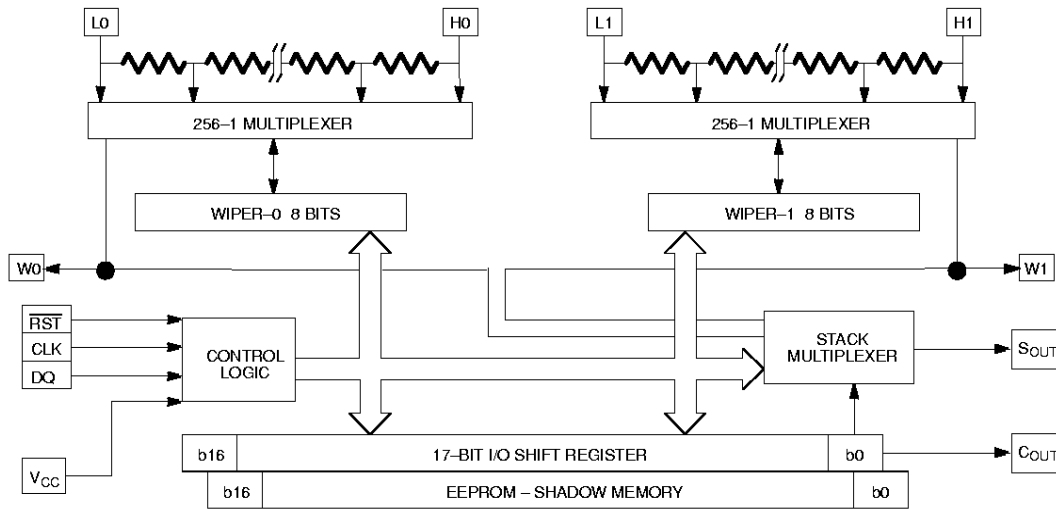 L0 H0 L1 H1
256–1 MULTIPLEXER 256–1 MULTIPLEXER
WIPER–0 8 BITS WIPER–1 8 BITS
W0 W1
RST
CLK
DQ
CONTROL
LOGIC
STACK
MULTIPLEXER
SOUT
VCC
b16 17–BIT I/O SHIFT REGISTER b0
COUT
b16 EEPROM – SHADOW MEMORY b0